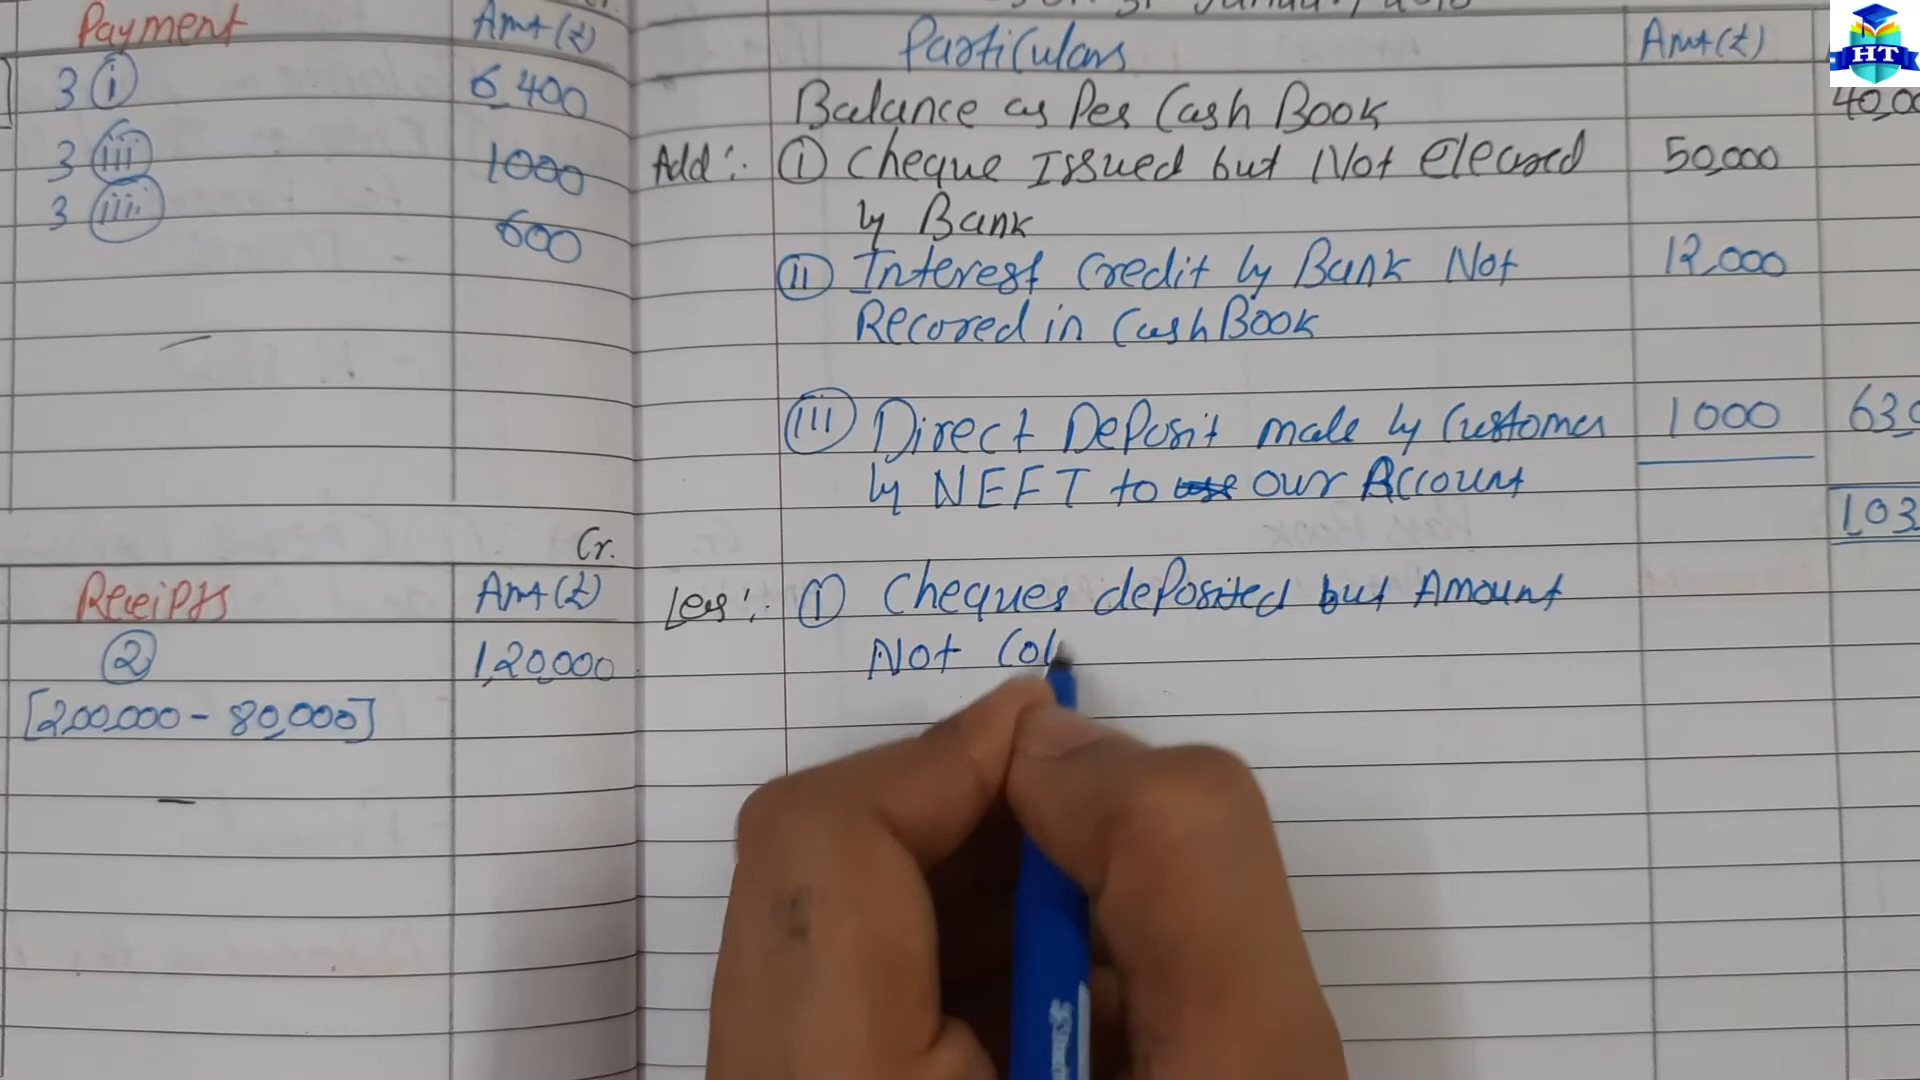 Payment Amt(₹)
3 (i) 6,400
3 (iii) 1000
3 (iii) 600
Cr.
Receipts Amt(₹)
(2) 1,20,000
[200,000 - 80,000]
Particulars Amt(₹)
Balance as Per Cash Book
Add:. (i) Cheque Issued but Not Cleared 50,000
by Bank
(ii) Interest Credit by Bank Not 12,000
Recored in Cash Book
(iii) Direct Deposit made by Customer 1000
by NEFT to our Account
103
Less:. (i) Cheques deposited but Amount
Not Col
HT